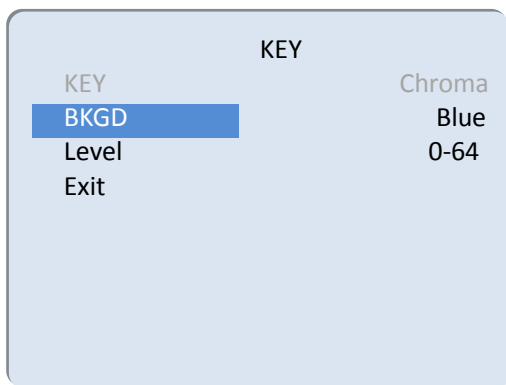 KEY
KEY Chroma
BKGD Blue
Level 0-64
Exit